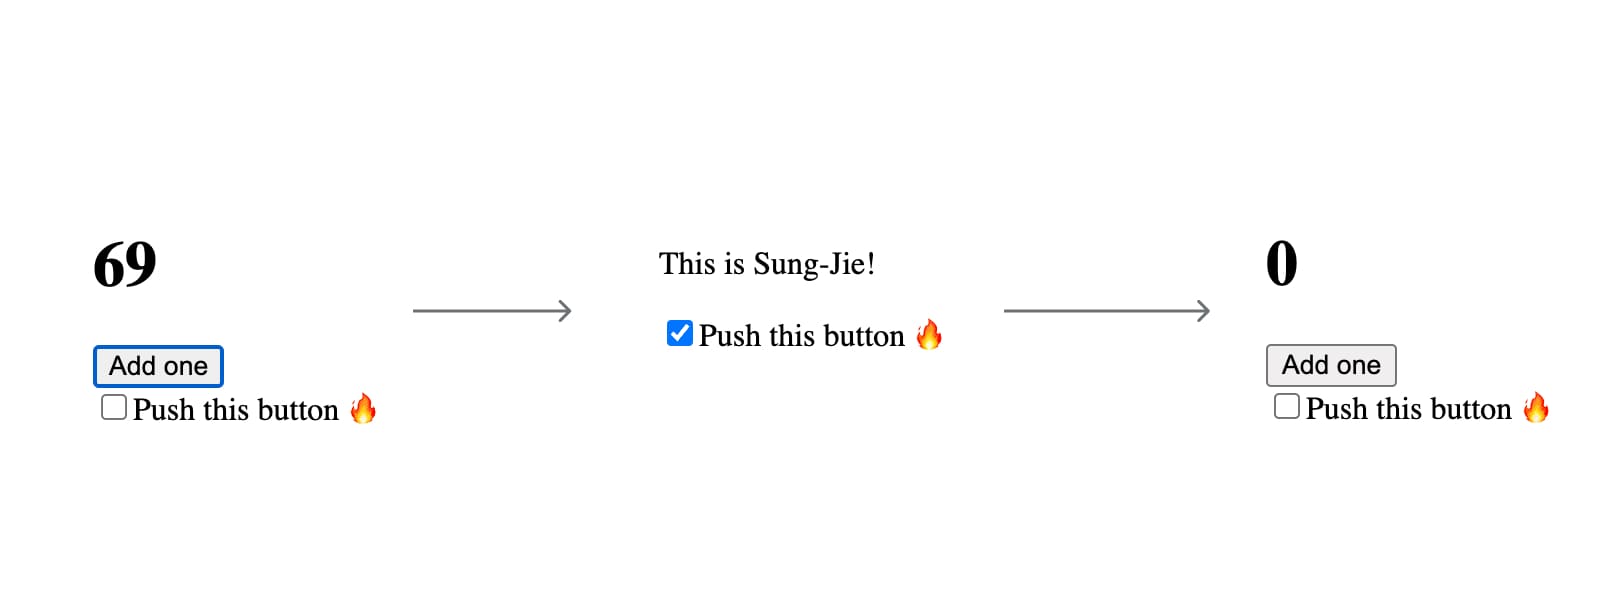 69
Add one
Push this button 🔥
This is Sung-Jie!
Push this button 🔥
0
Add one
Push this button 🔥